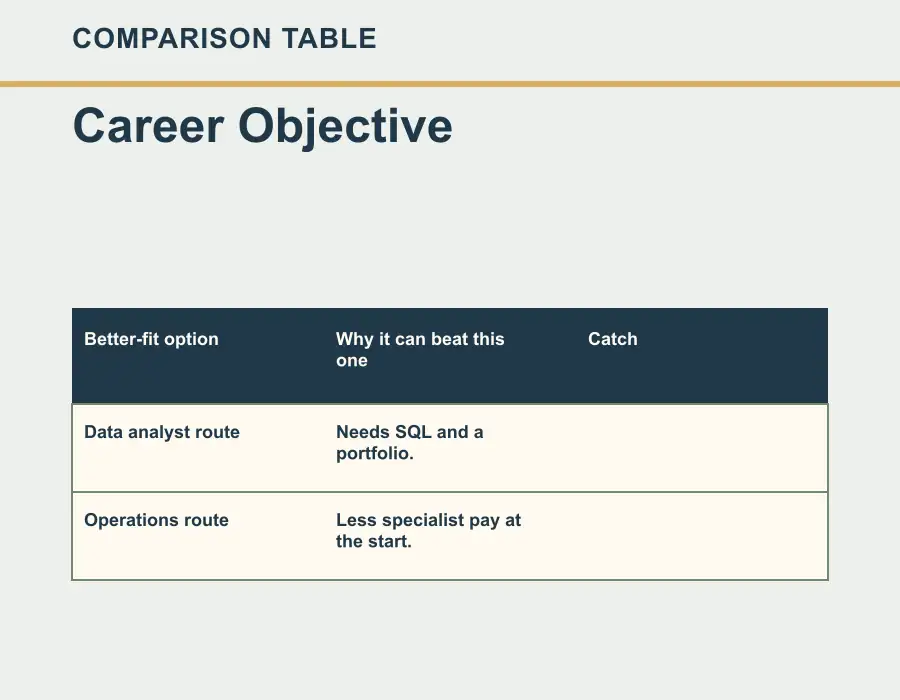 COMPARISON TABLE
Career Objective
Better-fit option
Why it can beat this
one
Catch
Data analyst route
Needs SQL and a
portfolio.
Operations route
Less specialist pay at
the start.